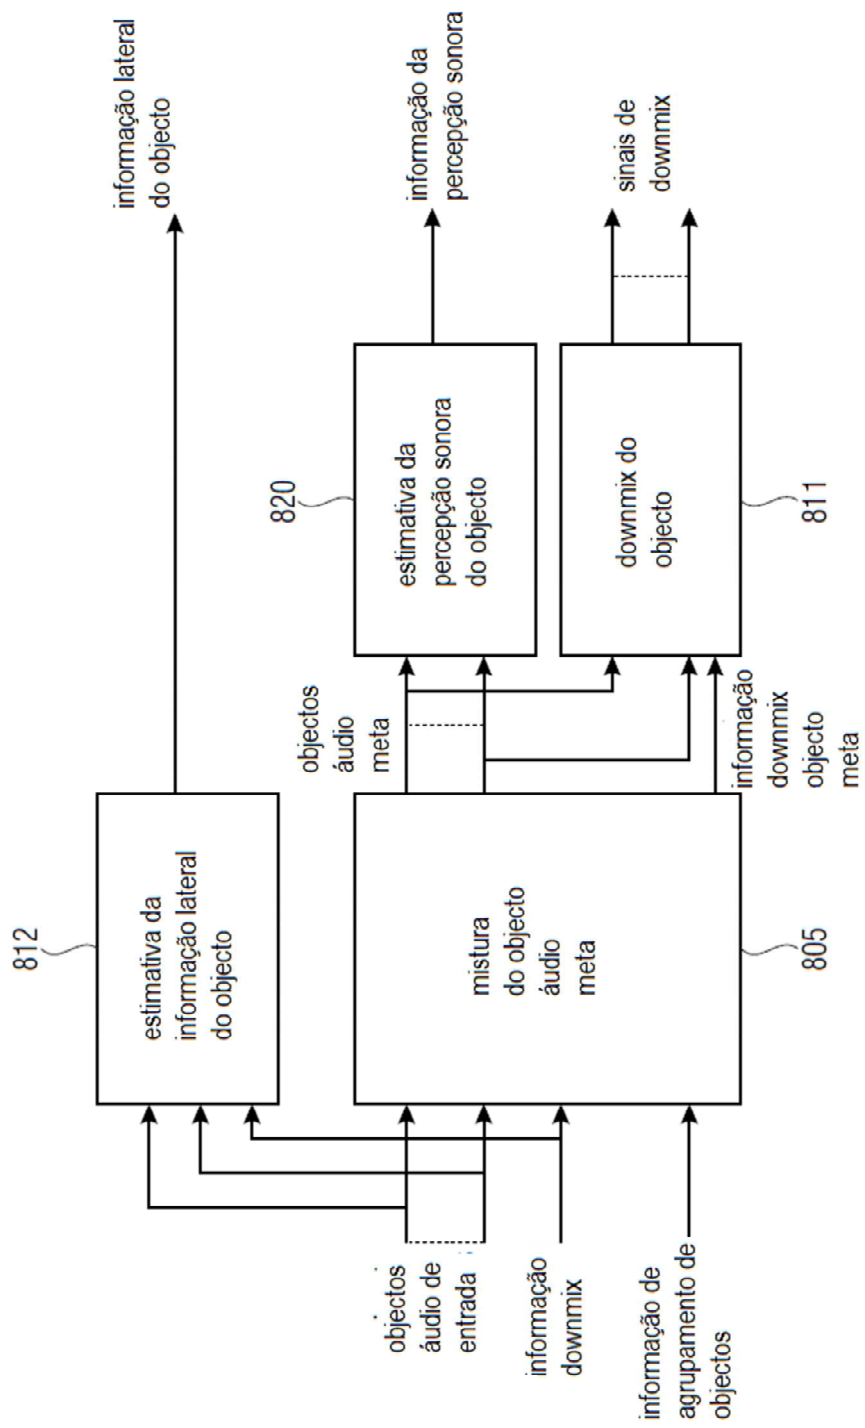 812
estimativa da
informação lateral
do objecto
informação lateral
do objecto
objectos
áudio de
entrada
informação
downmix
informação de
agrupamento de
objectos
mistura
do objecto
áudio
meta
805
objectos
áudio
meta
informação
downmix
objecto
meta
820
estimativa da
percepção sonora
do objecto
downmix do
objecto
811
informação da
percepção sonora
sinais de
downmix